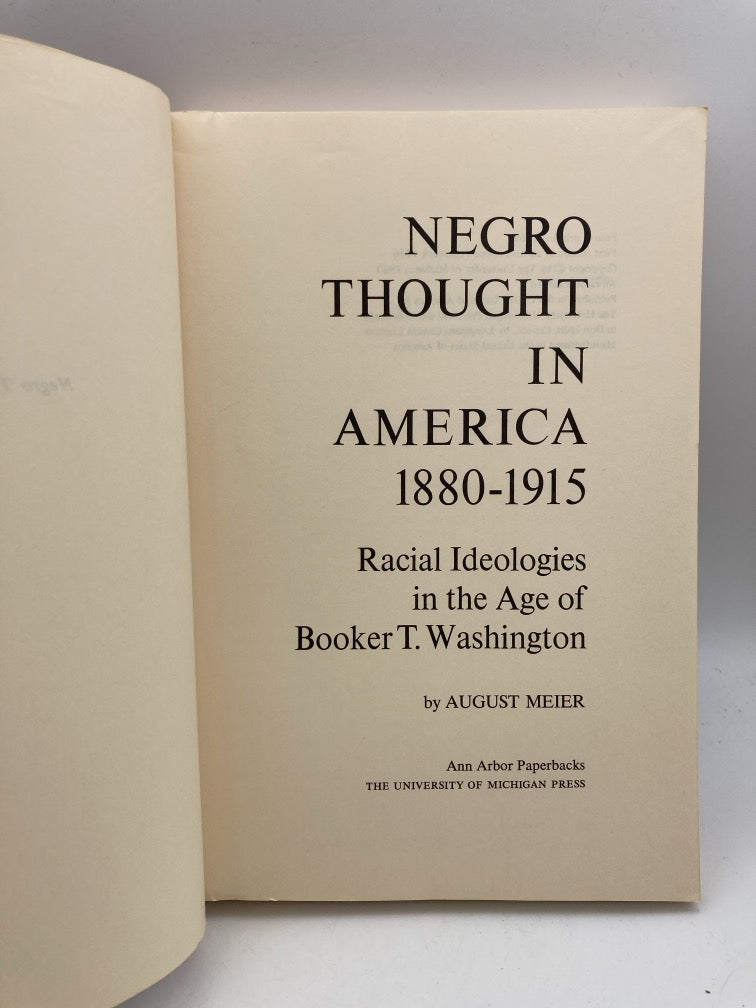 NEGRO
THOUGHT
IN
AMERICA
1880-1915
Racial Ideologies
in the Age of
Booker T. Washington
by AUGUST MEIER
Ann Arbor Paperbacks
THE UNIVERSITY OF MICHIGAN PRESS